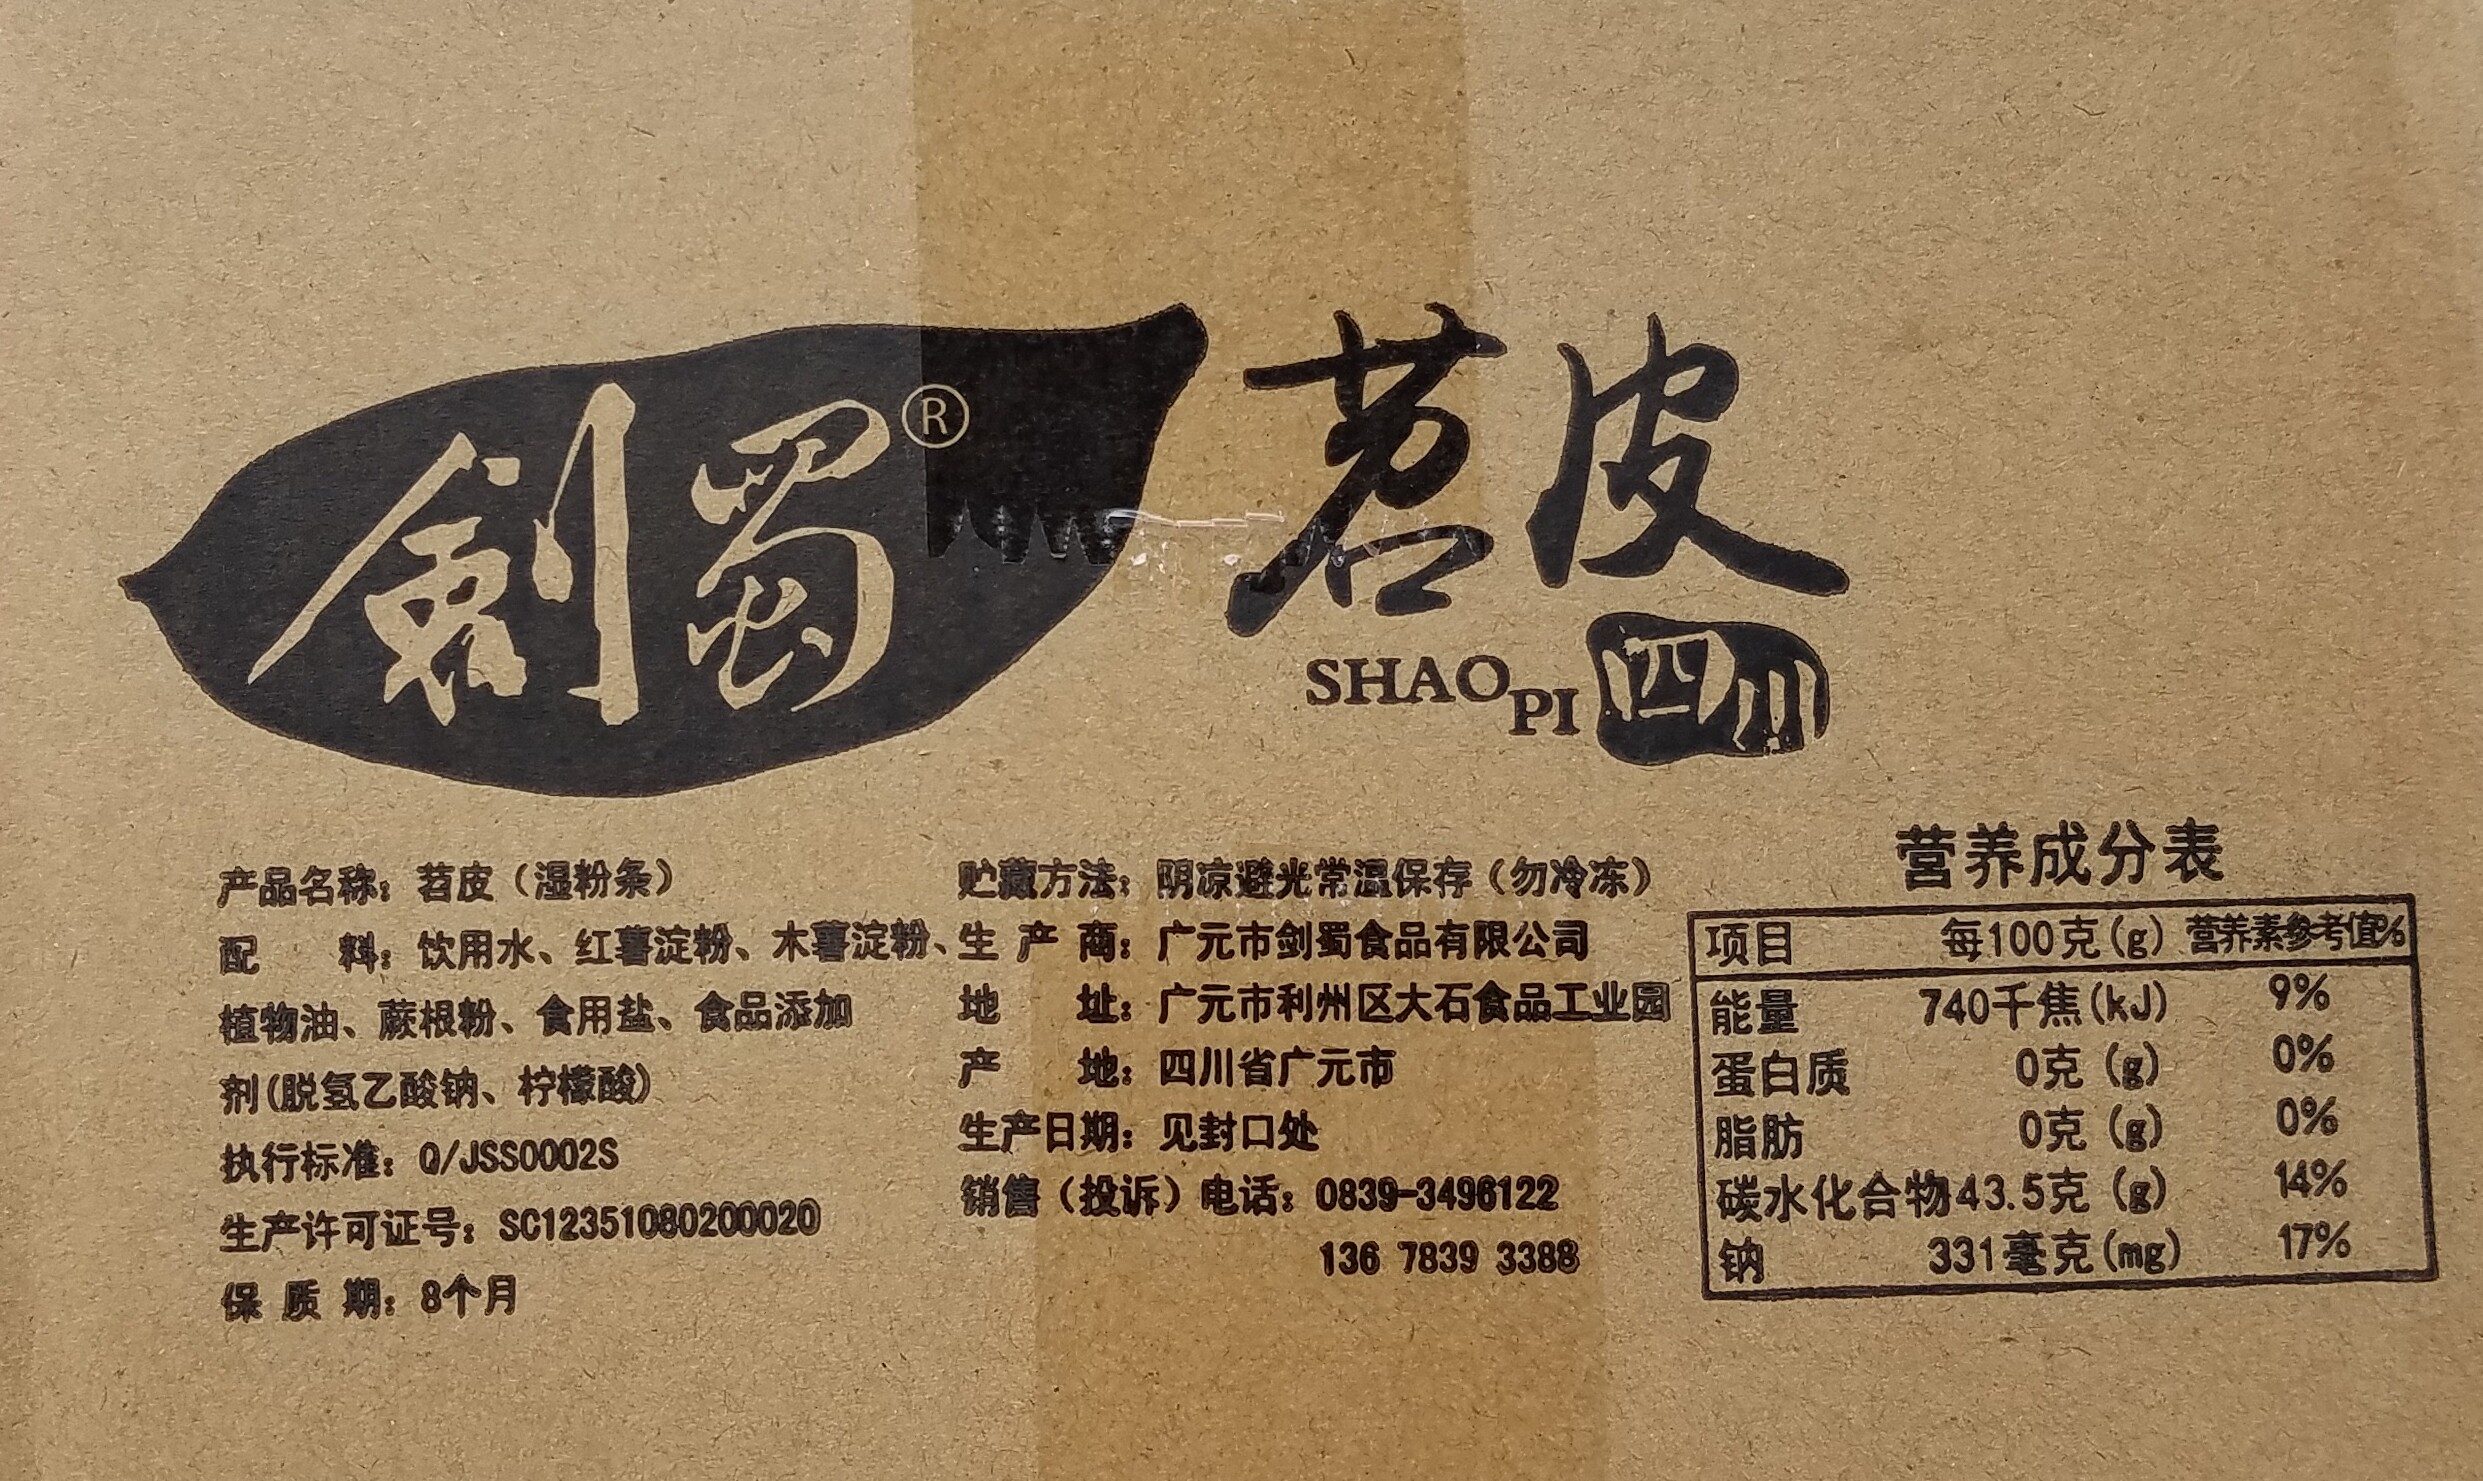 劍蜀®
苕皮
SHAO PI
四川
产品名称：苕皮（湿粉条）
配 料：饮用水、红薯淀粉、木薯淀粉、
植物油、蕨根粉、食用盐、食品添加
剂(脱氢乙酸钠、柠檬酸)
执行标准：Q/JSS0002S
生产许可证号：SC12351080200020
保 质 期：8个月
贮藏方法：阴凉避光常温保存（勿冷冻）
生 产 商：广元市剑蜀食品有限公司
地 址：广元市利州区大石食品工业园
产 地：四川省广元市
生产日期：见封口处
销售（投诉）电话：0839-3496122
136 7839 3388
营养成分表
项目 每100克(g) 营养素参考值%
能量 740千焦(kJ) 9%
蛋白质 0克 (g) 0%
脂肪 0克 (g) 0%
碳水化合物 43.5克 (g) 14%
钠 331毫克(mg) 17%